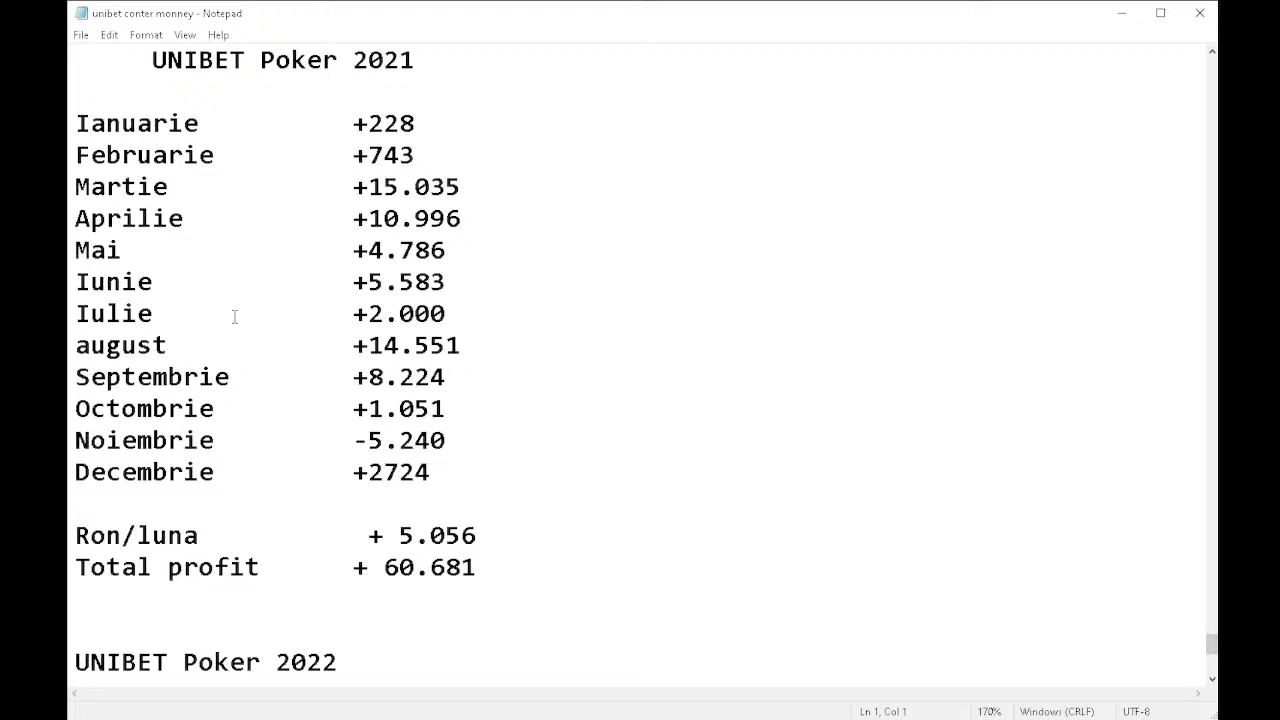 unibet conter monney - Notepad
File Edit Format View Help
UNIBET Poker 2021
Ianuarie +228
Februarie +743
Martie +15.035
Aprilie +10.996
Mai +4.786
Iunie +5.583
Iulie +2.000
august +14.551
Septembrie +8.224
Octombrie +1.051
Noiembrie -5.240
Decembrie +2724
Ron/luna + 5.056
Total profit + 60.681
UNIBET Poker 2022
Ln 1, Col 1 170% Windows (CRLF) UTF-8